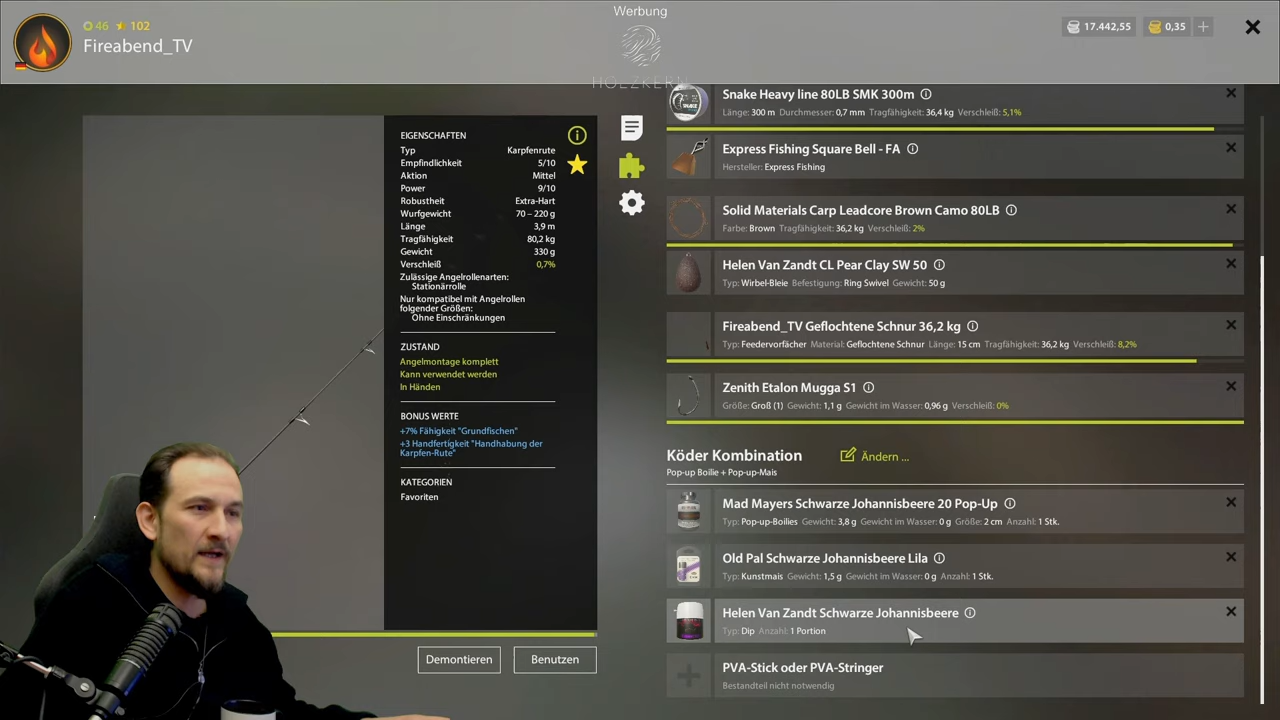 46 102
Fireabend_TV
Werbung
HOLZKERN
17.442,55
0,35
EIGENSCHAFTEN
Typ Karpfenrute
Empfindlichkeit 5/10
Aktion Mittel
Power 9/10
Robustheit Extra-Hart
Wurfgewicht 70 – 220 g
Länge 3,9 m
Tragfähigkeit 80,2 kg
Gewicht 330 g
Verschleiß 0,7%
Zulässige Angelrollenarten:
Stationärrolle
Nur kompatibel mit Angelrollen
folgender Größen:
Ohne Einschränkungen
ZUSTAND
Angelmontage komplett
Kann verwendet werden
In Händen
BONUS WERTE
+7% Fähigkeit "Grundfischen"
+3 Handfertigkeit "Handhabung der
Karpfen-Rute"
KATEGORIEN
Favoriten
Demontieren
Benutzen
Snake Heavy line 80LB SMK 300m
Länge: 300 m Durchmesser: 0,7 mm Tragfähigkeit: 36,4 kg Verschleiß: 5,1%
Express Fishing Square Bell - FA
Hersteller: Express Fishing
Solid Materials Carp Leadcore Brown Camo 80LB
Farbe: Brown Tragfähigkeit: 36,2 kg Verschleiß: 2%
Helen Van Zandt CL Pear Clay SW 50
Typ: Wirbel-Bleie Befestigung: Ring Swivel Gewicht: 50 g
Fireabend_TV Geflochtene Schnur 36,2 kg
Typ: Feedervorfächer Material: Geflochtene Schnur Länge: 15 cm Tragfähigkeit: 36,2 kg Verschleiß: 8,2%
Zenith Etalon Mugga S1
Größe: Groß (1) Gewicht: 1,1 g Gewicht im Wasser: 0,96 g Verschleiß: 0%
Köder Kombination
Ändern ...
Pop-up Boilie + Pop-up-Mais
Mad Mayers Schwarze Johannisbeere 20 Pop-Up
Typ: Pop-up-Boilies Gewicht: 3,8 g Gewicht im Wasser: 0 g Größe: 2 cm Anzahl: 1 Stk.
Old Pal Schwarze Johannisbeere Lila
Typ: Kunstmais Gewicht: 1,5 g Gewicht im Wasser: 0 g Anzahl: 1 Stk.
Helen Van Zandt Schwarze Johannisbeere
Typ: Dip Anzahl: 1 Portion
PVA-Stick oder PVA-Stringer
Bestandteil nicht notwendig